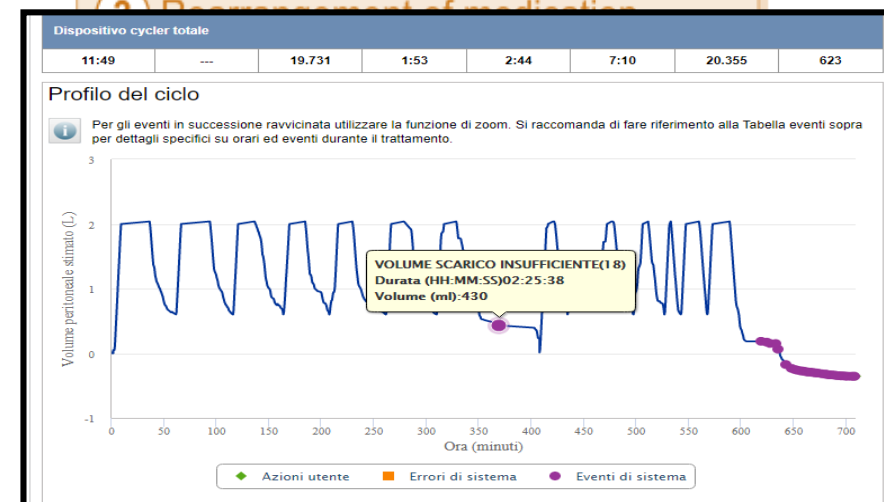 (3) Rearrangement of medication
Dispositivo cycler totale
11:49 --- 19.731 1:53 2:44 7:10 20.355 623
Profilo del ciclo
Per gli eventi in successione ravvicinata utilizzare la funzione di zoom. Si raccomanda di fare riferimento alla Tabella eventi sopra
per dettagli specifici su orari ed eventi durante il trattamento.
3
2
1
0
-1
Volume peritoneale stimato (L)
VOLUME SCARICO INSUFFICIENTE(18)
Durata (HH:MM:SS)02:25:38
Volume (ml):430
0 50 100 150 200 250 300 350 400 450 500 550 600 650 700
Ora (minuti)
Azioni utente Errori di sistema Eventi di sistema